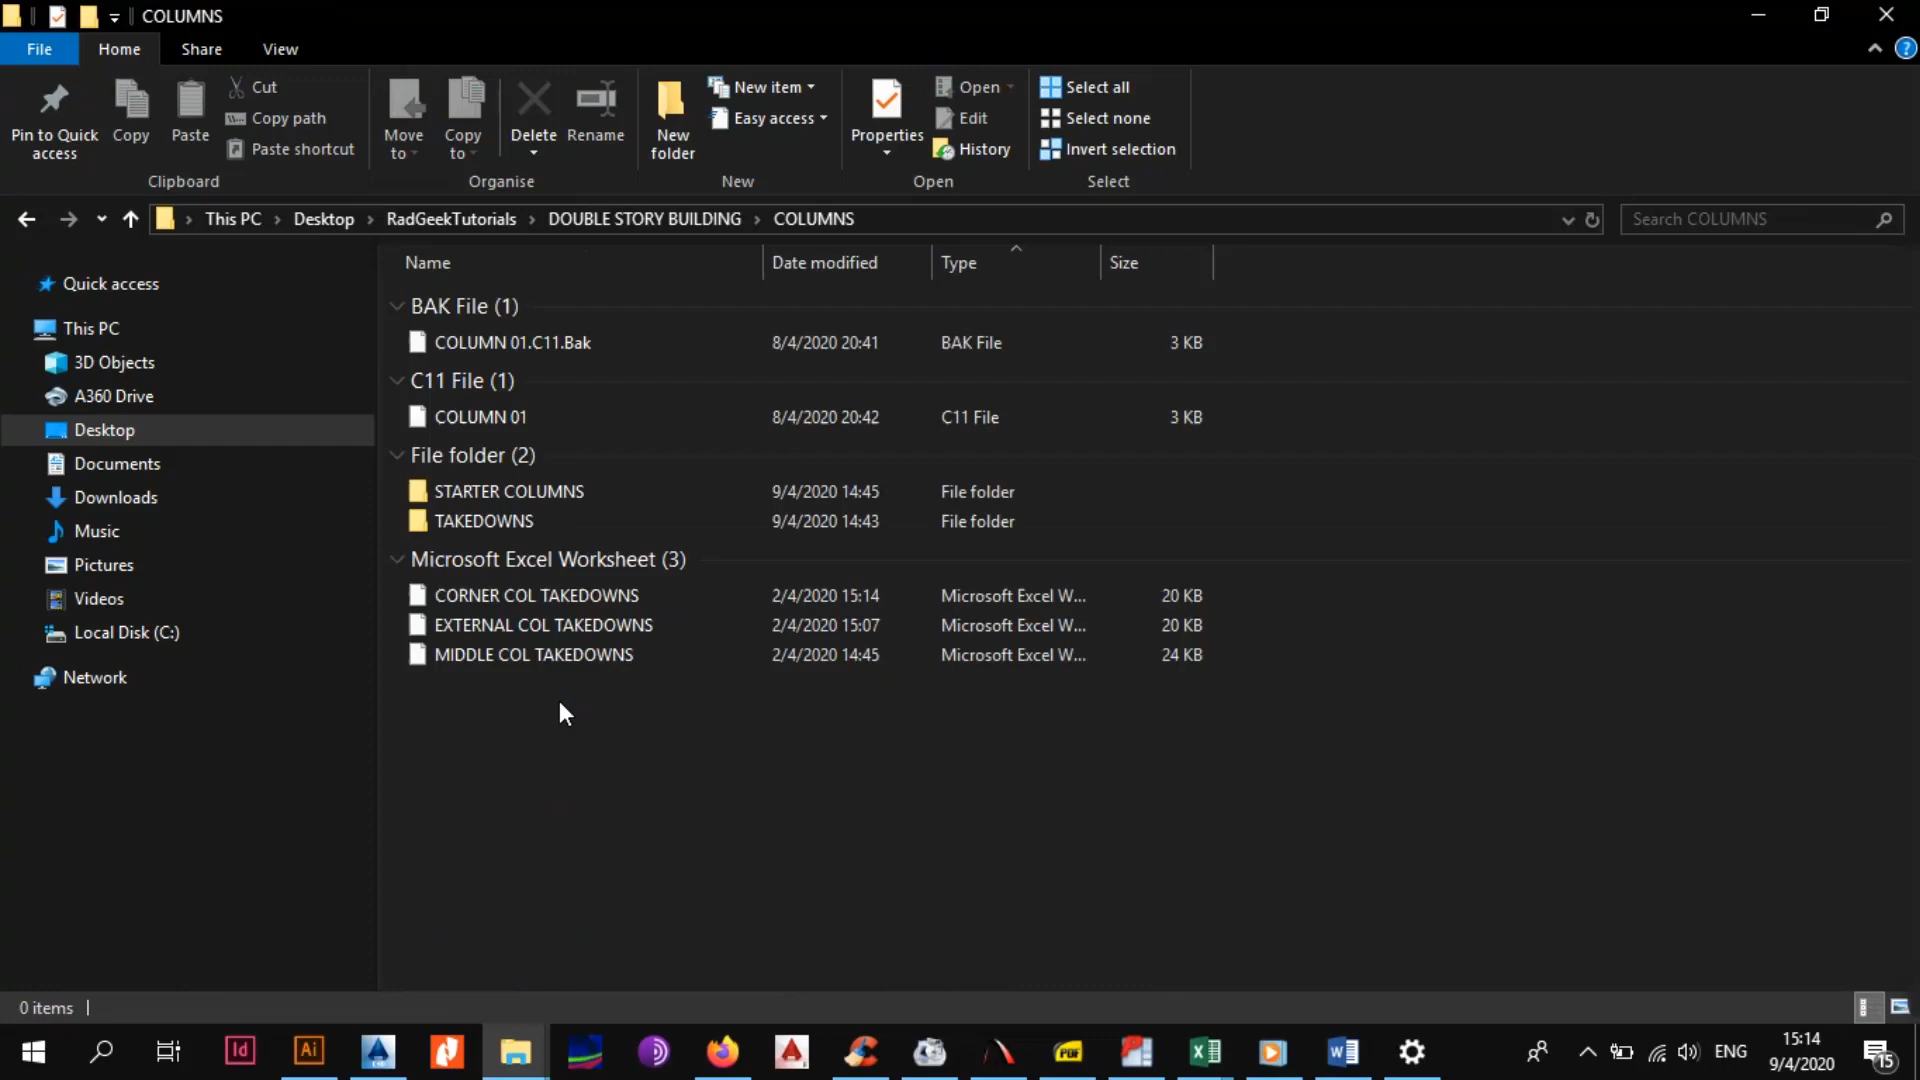 COLUMNS
File Home Share View
Pin to Quick access
Copy
Paste
Cut
Copy path
Paste shortcut
Clipboard
Move to
Copy to
Delete
Rename
Organise
New folder
New item
Easy access
New
Properties
Open
Edit
History
Open
Select all
Select none
Invert selection
Select
This PC Desktop RadGeekTutorials DOUBLE STORY BUILDING COLUMNS
Search COLUMNS
Quick access
This PC
3D Objects
A360 Drive
Desktop
Documents
Downloads
Music
Pictures
Videos
Local Disk (C:)
Network
Name Date modified Type Size
BAK File (1)
COLUMN 01.C11.Bak 8/4/2020 20:41 BAK File 3 KB
C11 File (1)
COLUMN 01 8/4/2020 20:42 C11 File 3 KB
File folder (2)
STARTER COLUMNS 9/4/2020 14:45 File folder
TAKEDOWNS 9/4/2020 14:43 File folder
Microsoft Excel Worksheet (3)
CORNER COL TAKEDOWNS 2/4/2020 15:14 Microsoft Excel W... 20 KB
EXTERNAL COL TAKEDOWNS 2/4/2020 15:07 Microsoft Excel W... 20 KB
MIDDLE COL TAKEDOWNS 2/4/2020 14:45 Microsoft Excel W... 24 KB
0 items
Id Ai PDF ENG
15:14
9/4/2020
15